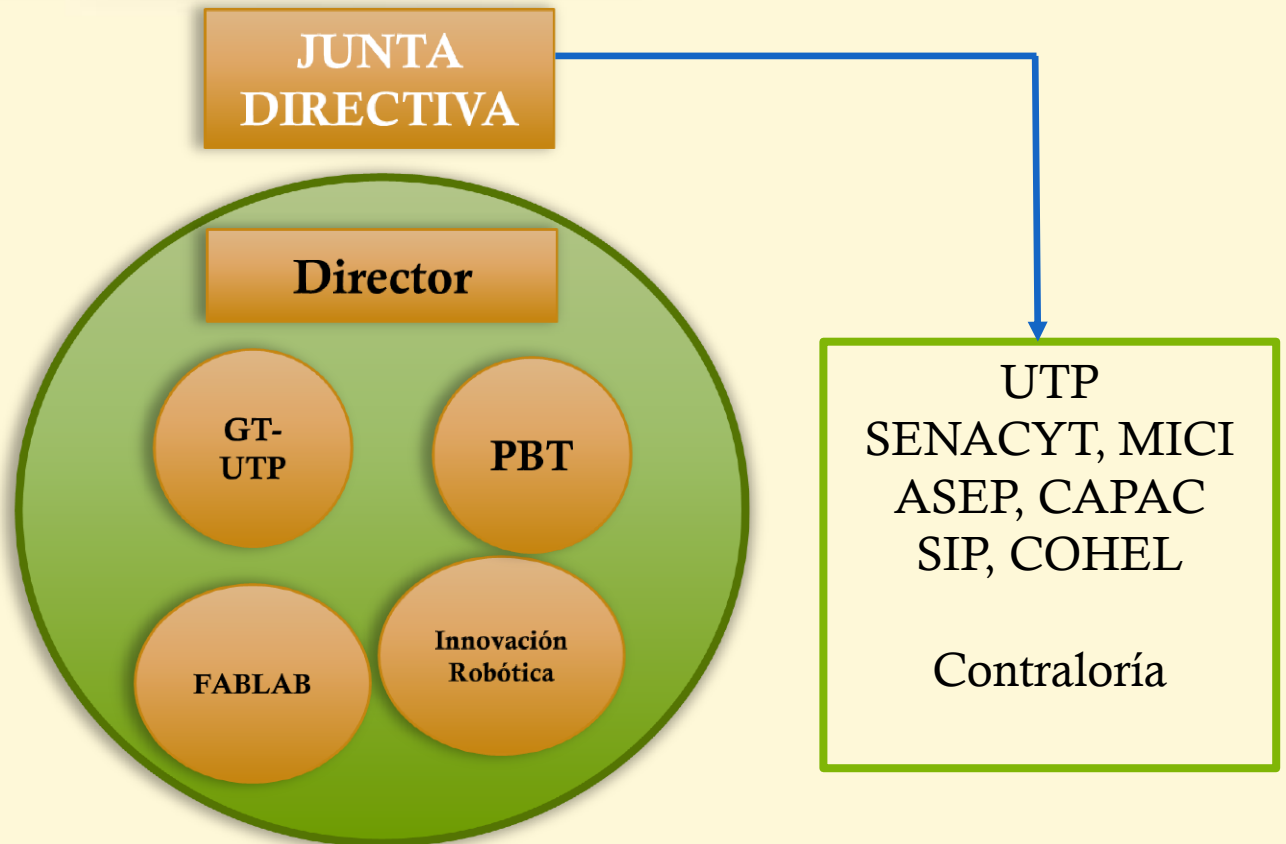 JUNTA
DIRECTIVA
Director
GT-
UTP
PBT
FABLAB
Innovación
Robótica
UTP
SENACYT, MICI
ASEP, CAPAC
SIP, COHEL
Contraloría